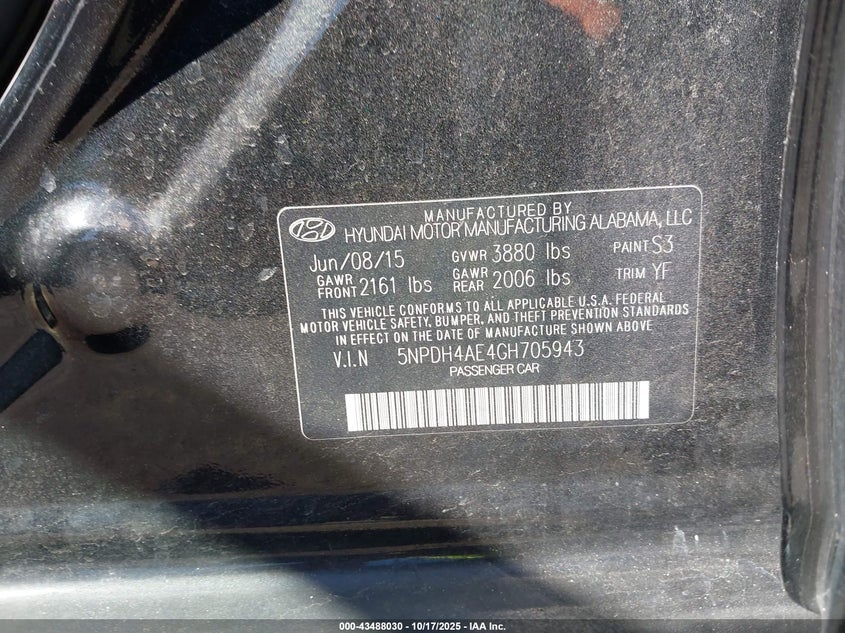 MANUFACTURED BY
HYUNDAI MOTOR MANUFACTURING ALABAMA, LLC
Jun/08/15 GVWR 3880 lbs PAINT S3
GAWR FRONT 2161 lbs GAWR REAR 2006 lbs TRIM YF
THIS VEHICLE CONFORMS TO ALL APPLICABLE U.S.A. FEDERAL
MOTOR VEHICLE SAFETY, BUMPER, AND THEFT PREVENTION STANDARDS
IN EFFECT ON THE DATE OF MANUFACTURE SHOWN ABOVE
V.I.N 5NPDH4AE4GH705943
PASSENGER CAR
000-43488030 - 10/17/2025 - IAA Inc.